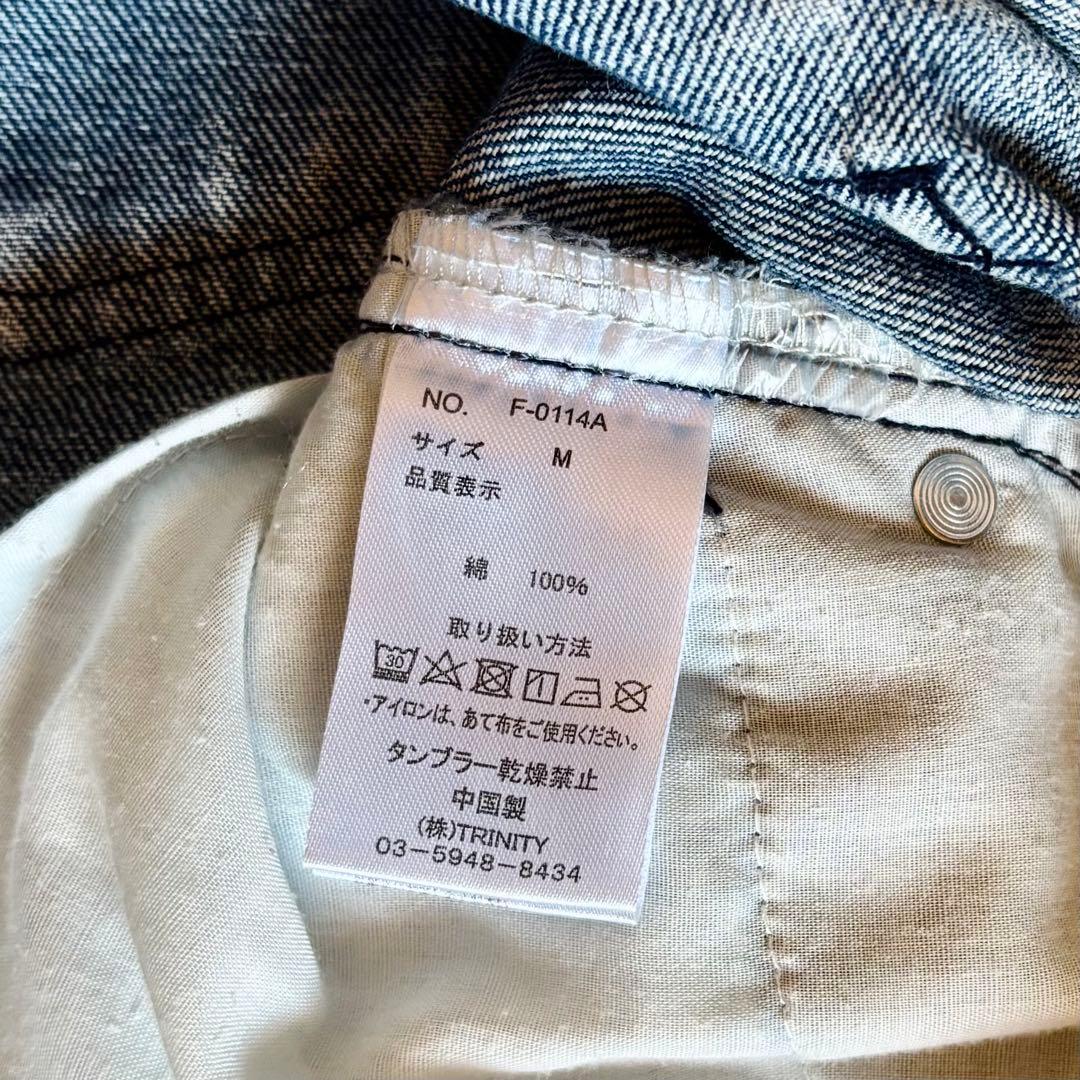 NO. F-0114A
サイズ M
品質表示
綿 100%
取り扱い方法
30
・アイロンは、あて布をご使用ください。
タンブラー乾燥禁止
中国製
(株)TRINITY
03-5948-8434